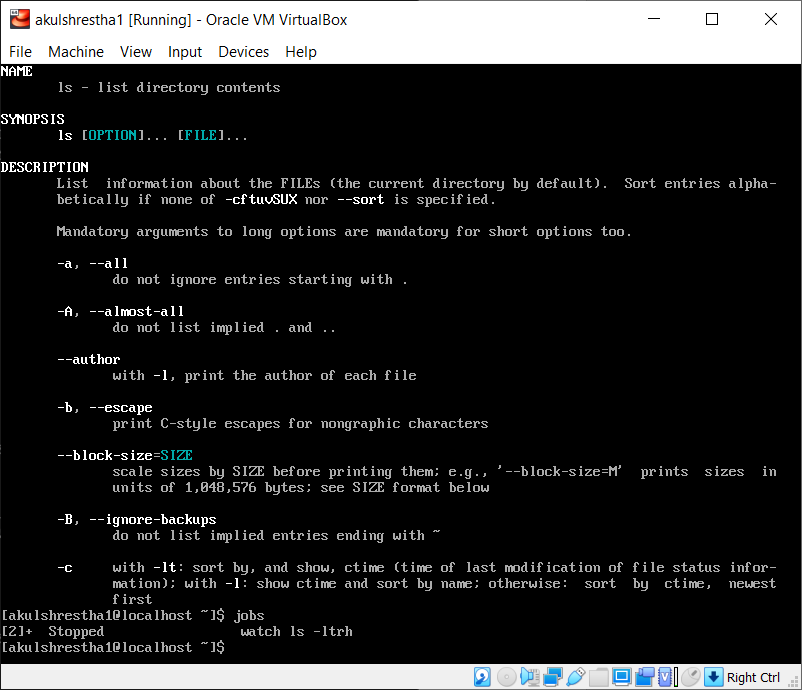 akulshrestha1 [Running] - Oracle VM VirtualBox
File Machine View Input Devices Help
NAME
ls - list directory contents
SYNOPSIS
ls [OPTION]... [FILE]...
DESCRIPTION
List information about the FILEs (the current directory by default). Sort entries alpha-
betically if none of -cftuvSUX nor --sort is specified.
Mandatory arguments to long options are mandatory for short options too.
-a, --all
do not ignore entries starting with .
-A, --almost-all
do not list implied . and ..
--author
with -l, print the author of each file
-b, --escape
print C-style escapes for nongraphic characters
--block-size=SIZE
scale sizes by SIZE before printing them; e.g., '--block-size=M' prints sizes in
units of 1,048,576 bytes; see SIZE format below
-B, --ignore-backups
do not list implied entries ending with ~
-c with -lt: sort by, and show, ctime (time of last modification of file status infor-
mation); with -l: show ctime and sort by name; otherwise: sort by ctime, newest
first
[akulshrestha1@localhost ~]$ jobs
[2]+ Stopped watch ls -ltrh
[akulshrestha1@localhost ~]$
Right Ctrl